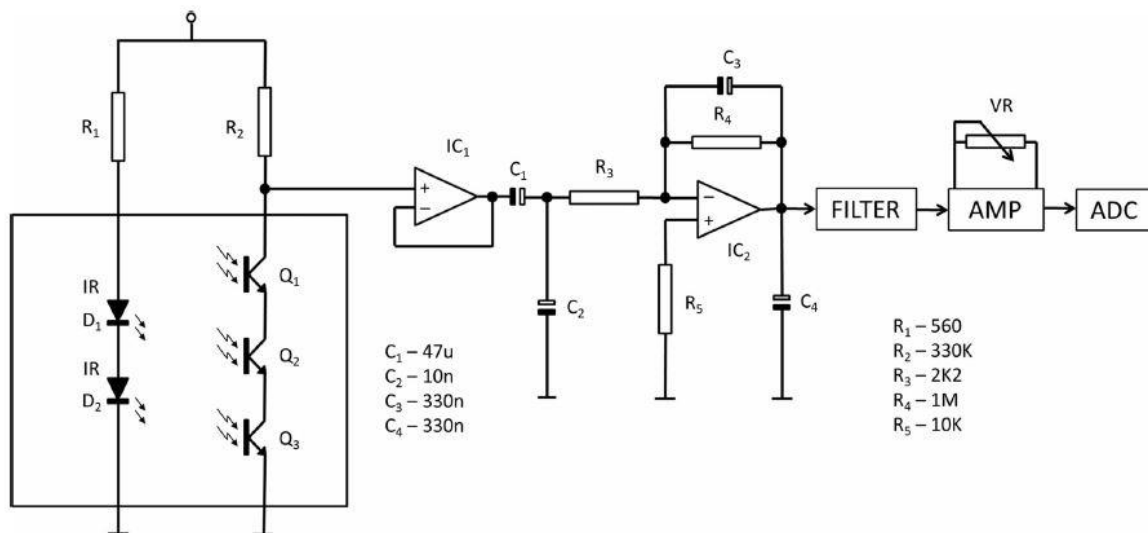 R1
R2
IC1
C1
R3
C3
R4
IC2
R5
C2
C4
VR
FILTER
AMP
ADC
IR
D1
IR
D2
Q1
Q2
Q3
+
−
−
+
C1 – 47u
C2 – 10n
C3 – 330n
C4 – 330n
R1 – 560
R2 – 330K
R3 – 2K2
R4 – 1M
R5 – 10K